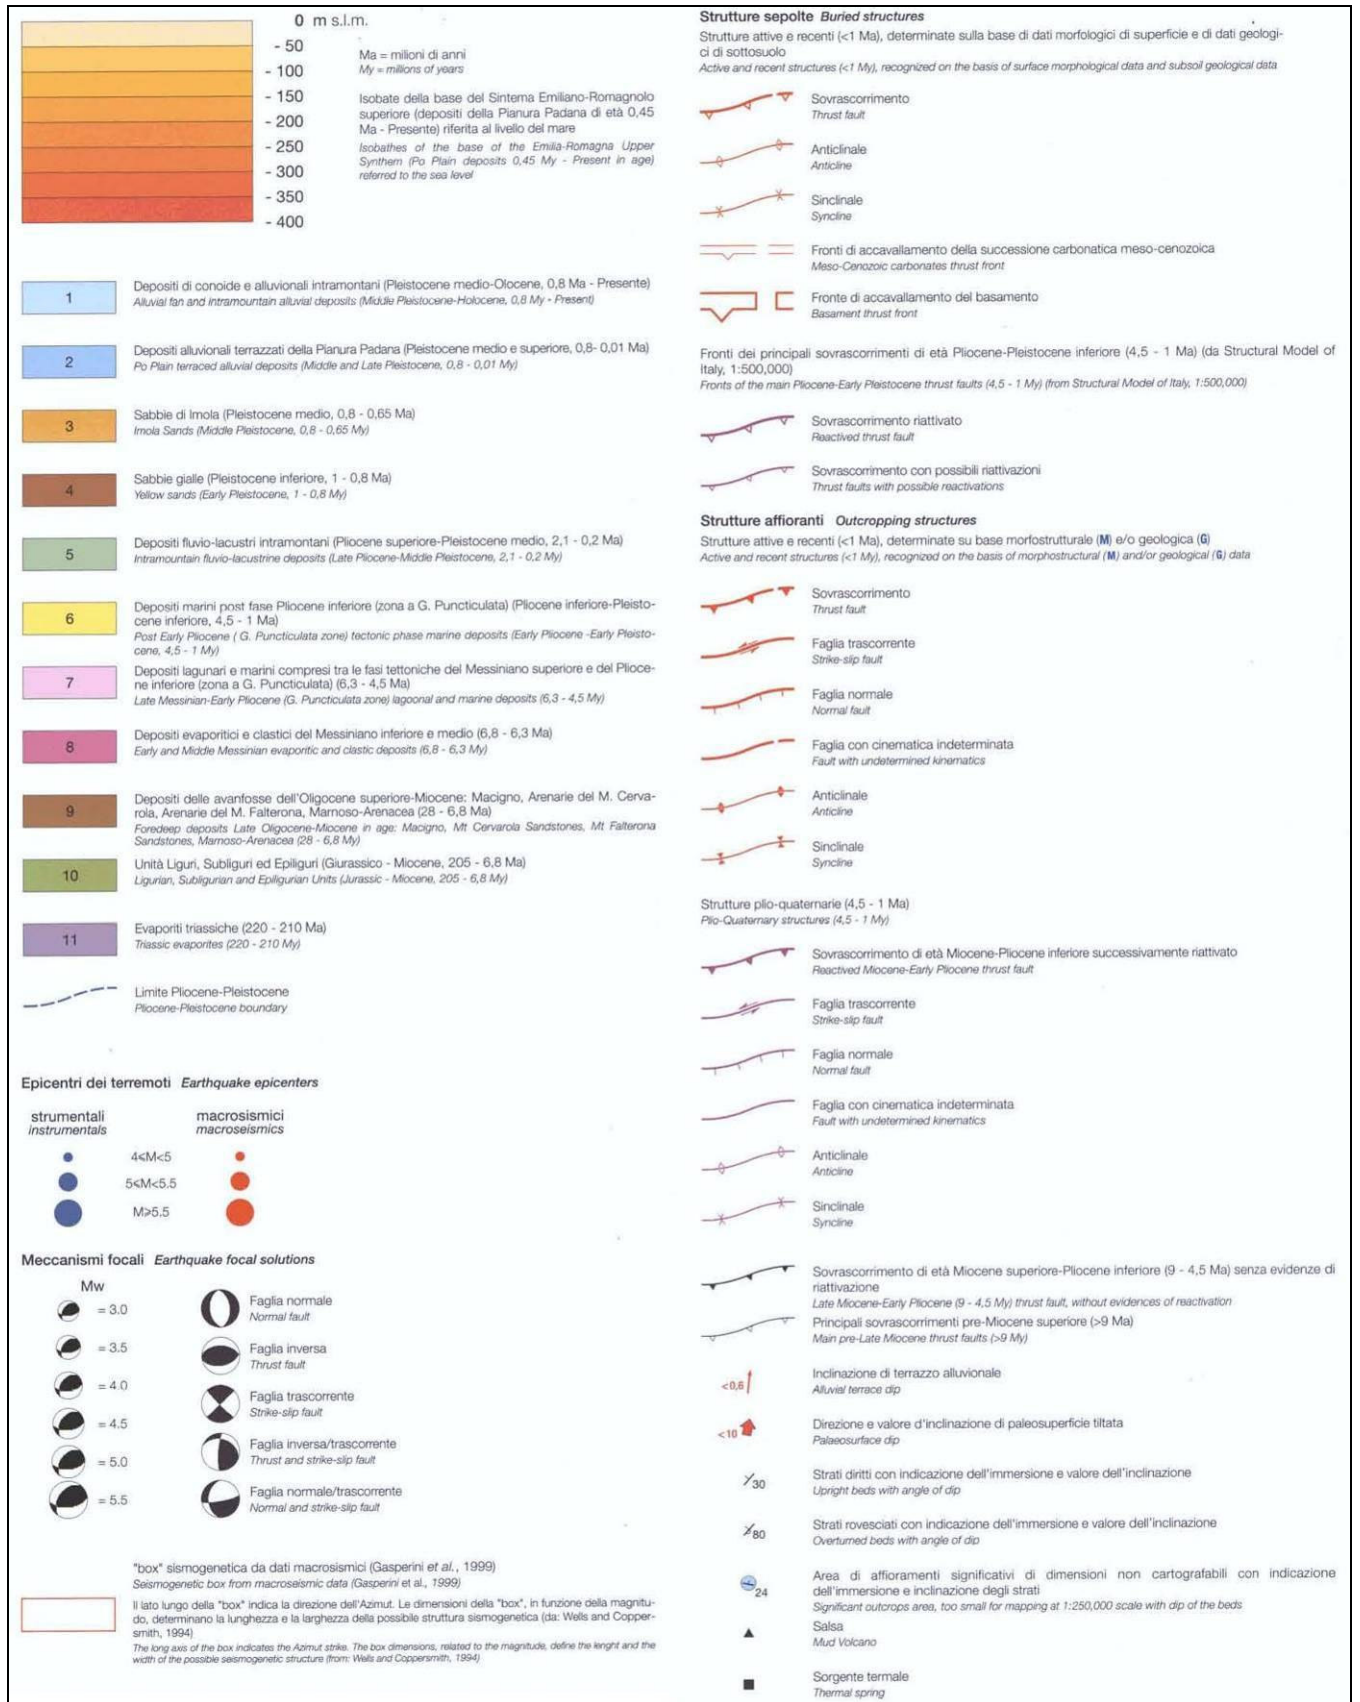 0 m s.l.m.
- 50
- 100
- 150
- 200
- 250
- 300
- 350
- 400
Ma = milioni di anni
My = millions of years
Isobate della base del Sintema Emiliano-Romagnolo
superiore (depositi della Pianura Padana di età 0,45
Ma - Presente) riferita al livello del mare
Isobathes of the base of the Emilia-Romagna Upper
Synthem (Po Plain deposits 0,45 My - Present in age)
referred to the sea level
1
Depositi di conoide e alluvionali intramontani (Pleistocene medio-Olocene, 0,8 Ma - Presente)
Alluvial fan and intramountain alluvial deposits (Middle Pleistocene-Holocene, 0,8 My - Present)
2
Depositi alluvionali terrazzati della Pianura Padana (Pleistocene medio e superiore, 0,8- 0,01 Ma)
Po Plain terraced alluvial deposits (Middle and Late Pleistocene, 0,8 - 0,01 My)
3
Sabbie di Imola (Pleistocene medio, 0,8 - 0,65 Ma)
Imola Sands (Middle Pleistocene, 0,8 - 0,65 My)
4
Sabbie gialle (Pleistocene inferiore, 1 - 0,8 Ma)
Yellow sands (Early Pleistocene, 1 - 0,8 My)
5
Depositi fluvio-lacustri intramontani (Pliocene superiore-Pleistocene medio, 2,1 - 0,2 Ma)
Intramountain fluvio-lacustrine deposits (Late Pliocene-Middle Pleistocene, 2,1 - 0,2 My)
6
Depositi marini post fase Pliocene inferiore (zona a G. Puncticulata) (Pliocene inferiore-Pleisto-
cene inferiore, 4,5 - 1 Ma)
Post Early Pliocene ( G. Puncticulata zone) tectonic phase marine deposits (Early Pliocene -Early Pleisto-
cene, 4,5 - 1 My)
7
Depositi lagunari e marini compresi tra le fasi tettoniche del Messiniano superiore e del Plioce-
ne inferiore (zona a G. Puncticulata) (6,3 - 4,5 Ma)
Late Messinian-Early Pliocene (G. Puncticulata zone) lagoonal and marine deposits (6,3 - 4,5 My)
8
Depositi evaporitici e clastici del Messiniano inferiore e medio (6,8 - 6,3 Ma)
Early and Middle Messinian evaporitic and clastic deposits (6,8 - 6,3 My)
9
Depositi delle avanfosse dell'Oligocene superiore-Miocene: Macigno, Arenarie del M. Cerva-
rola, Arenarie del M. Falterona, Marnoso-Arenacea (28 - 6,8 Ma)
Foredeep deposits Late Oligocene-Miocene in age: Macigno, Mt Cervarola Sandstones, Mt Falterona
Sandstones, Marnoso-Arenacea (28 - 6,8 My)
10
Unità Liguri, Subliguri ed Epiliguri (Giurassico - Miocene, 205 - 6,8 Ma)
Ligurian, Subligurian and Epiligurian Units (Jurassic - Miocene, 205 - 6,8 My)
11
Evaporiti triassiche (220 - 210 Ma)
Triassic evaporites (220 - 210 My)
Limite Pliocene-Pleistocene
Pliocene-Pleistocene boundary
Epicentri dei terremoti Earthquake epicenters
strumentali macrosismici
instrumentals macroseismics
4≤M<5
5≤M<5.5
M≥5.5
Meccanismi focali Earthquake focal solutions
Mw
= 3.0
= 3.5
= 4.0
= 4.5
= 5.0
= 5.5
Faglia normale
Normal fault
Faglia inversa
Thrust fault
Faglia trascorrente
Strike-slip fault
Faglia inversa/trascorrente
Thrust and strike-slip fault
Faglia normale/trascorrente
Normal and strike-slip fault
"box" sismogenetica da dati macrosismici (Gasperini et al., 1999)
Seismogenetic box from macroseismic data (Gasperini et al., 1999)
Il lato lungo della "box" indica la direzione dell'Azimut. Le dimensioni della "box", in funzione della magnitu-
do, determinano la lunghezza e la larghezza della possibile struttura sismogenetica (da: Wells and Copper-
smith, 1994)
The long axis of the box indicates the Azimut strike. The box dimensions, related to the magnitude, define the lenght and the
width of the possible seismogenetic structure (from: Wells and Coppersmith, 1994)
Strutture sepolte Buried structures
Strutture attive e recenti (<1 Ma), determinate sulla base di dati morfologici di superficie e di dati geologi-
ci di sottosuolo
Active and recent structures (<1 My), recognized on the basis of surface morphological data and subsoil geological data
Sovrascorrimento
Thrust fault
Anticlinale
Anticline
Sinclinale
Syncline
Fronti di accavallamento della successione carbonatica meso-cenozoica
Meso-Cenozoic carbonates thrust front
Fronte di accavallamento del basamento
Basament thrust front
Fronti dei principali sovrascorrimenti di età Pliocene-Pleistocene inferiore (4,5 - 1 Ma) (da Structural Model of
Italy, 1:500,000)
Fronts of the main Pliocene-Early Pleistocene thrust faults (4,5 - 1 My) (from Structural Model of Italy, 1:500,000)
Sovrascorrimento riattivato
Reactived thrust fault
Sovrascorrimento con possibili riattivazioni
Thrust faults with possible reactivations
Strutture affioranti Outcropping structures
Strutture attive e recenti (<1 Ma), determinate su base morfostrutturale (M) e/o geologica (G)
Active and recent structures (<1 My), recognized on the basis of morphostructural (M) and/or geological (G) data
Sovrascorrimento
Thrust fault
Faglia trascorrente
Strike-slip fault
Faglia normale
Normal fault
Faglia con cinematica indeterminata
Fault with undetermined kinematics
Anticlinale
Anticline
Sinclinale
Syncline
Strutture plio-quaternarie (4,5 - 1 Ma)
Plio-Quaternary structures (4,5 - 1 My)
Sovrascorrimento di età Miocene-Pliocene inferiore successivamente riattivato
Reactived Miocene-Early Pliocene thrust fault
Faglia trascorrente
Strike-slip fault
Faglia normale
Normal fault
Faglia con cinematica indeterminata
Fault with undetermined kinematics
Anticlinale
Anticline
Sinclinale
Syncline
Sovrascorrimento di età Miocene superiore-Pliocene inferiore (9 - 4,5 Ma) senza evidenze di
riattivazione
Late Miocene-Early Pliocene (9 - 4,5 My) thrust fault, without evidences of reactivation
Principali sovrascorrimenti pre-Miocene superiore (>9 Ma)
Main pre-Late Miocene thrust faults (>9 My)
<0,6
Inclinazione di terrazzo alluvionale
Alluvial terrace dip
<10
Direzione e valore d'inclinazione di paleosuperficie tiltata
Palaeosurface dip
30
Strati diritti con indicazione dell'immersione e valore dell'inclinazione
Upright beds with angle of dip
80
Strati rovesciati con indicazione dell'immersione e valore dell'inclinazione
Overturned beds with angle of dip
24
Area di affioramenti significativi di dimensioni non cartografabili con indicazione
dell'immersione e inclinazione degli strati
Significant outcrops area, too small for mapping at 1:250,000 scale with dip of the beds
Salsa
Mud Volcano
Sorgente termale
Thermal spring